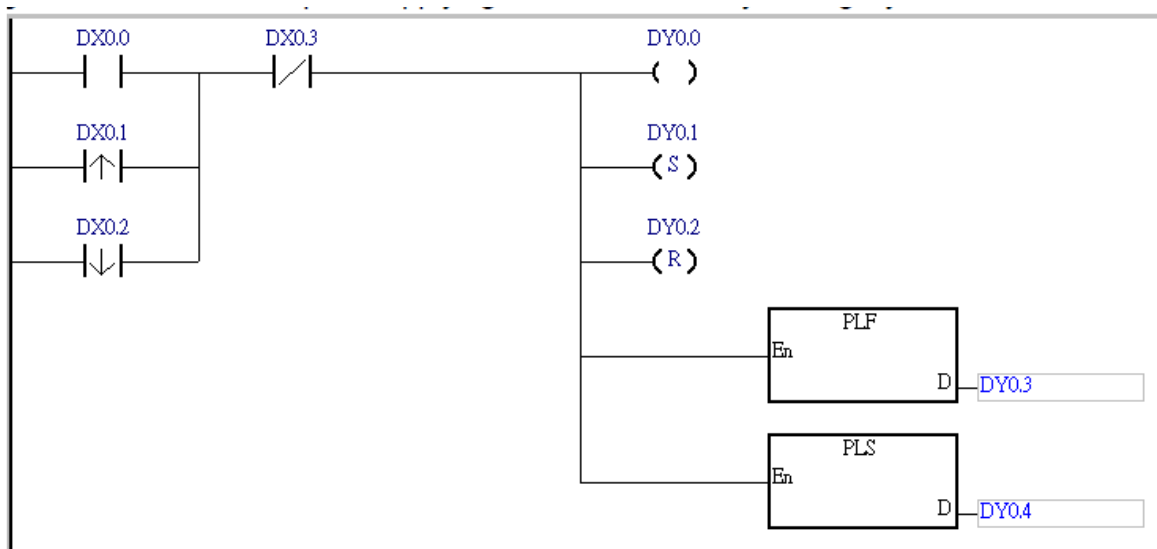 DX0.0 DX0.3 DY0.0
DX0.1 DY0.1
S
DX0.2 DY0.2
R
PLF
En
D DY0.3
PLS
En
D DY0.4